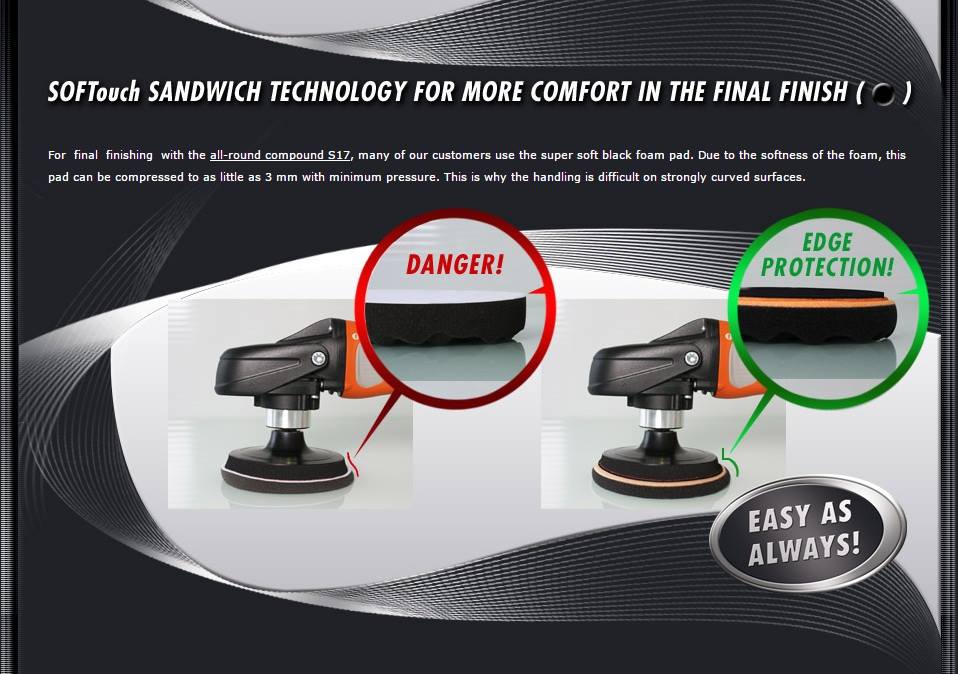 SOFTouch SANDWICH TECHNOLOGY FOR MORE COMFORT IN THE FINAL FINISH ( )
For final finishing with the all-round compound S17, many of our customers use the super soft black foam pad. Due to the softness of the foam, this
pad can be compressed to as little as 3 mm with minimum pressure. This is why the handling is difficult on strongly curved surfaces.
DANGER!
EDGE
PROTECTION!
EASY AS
ALWAYS!